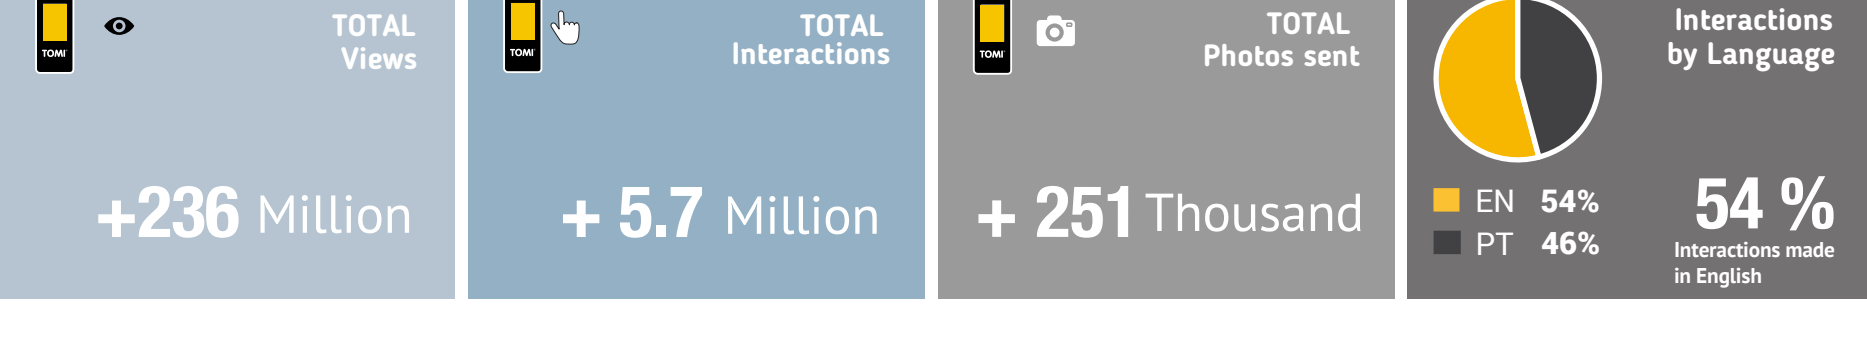 TOMI
TOTAL
Views
+236 Million
TOMI
TOTAL
Interactions
+ 5.7 Million
TOMI
TOTAL
Photos sent
+ 251 Thousand
Interactions
by Language
EN 54%
PT 46%
54 %
Interactions made
in English